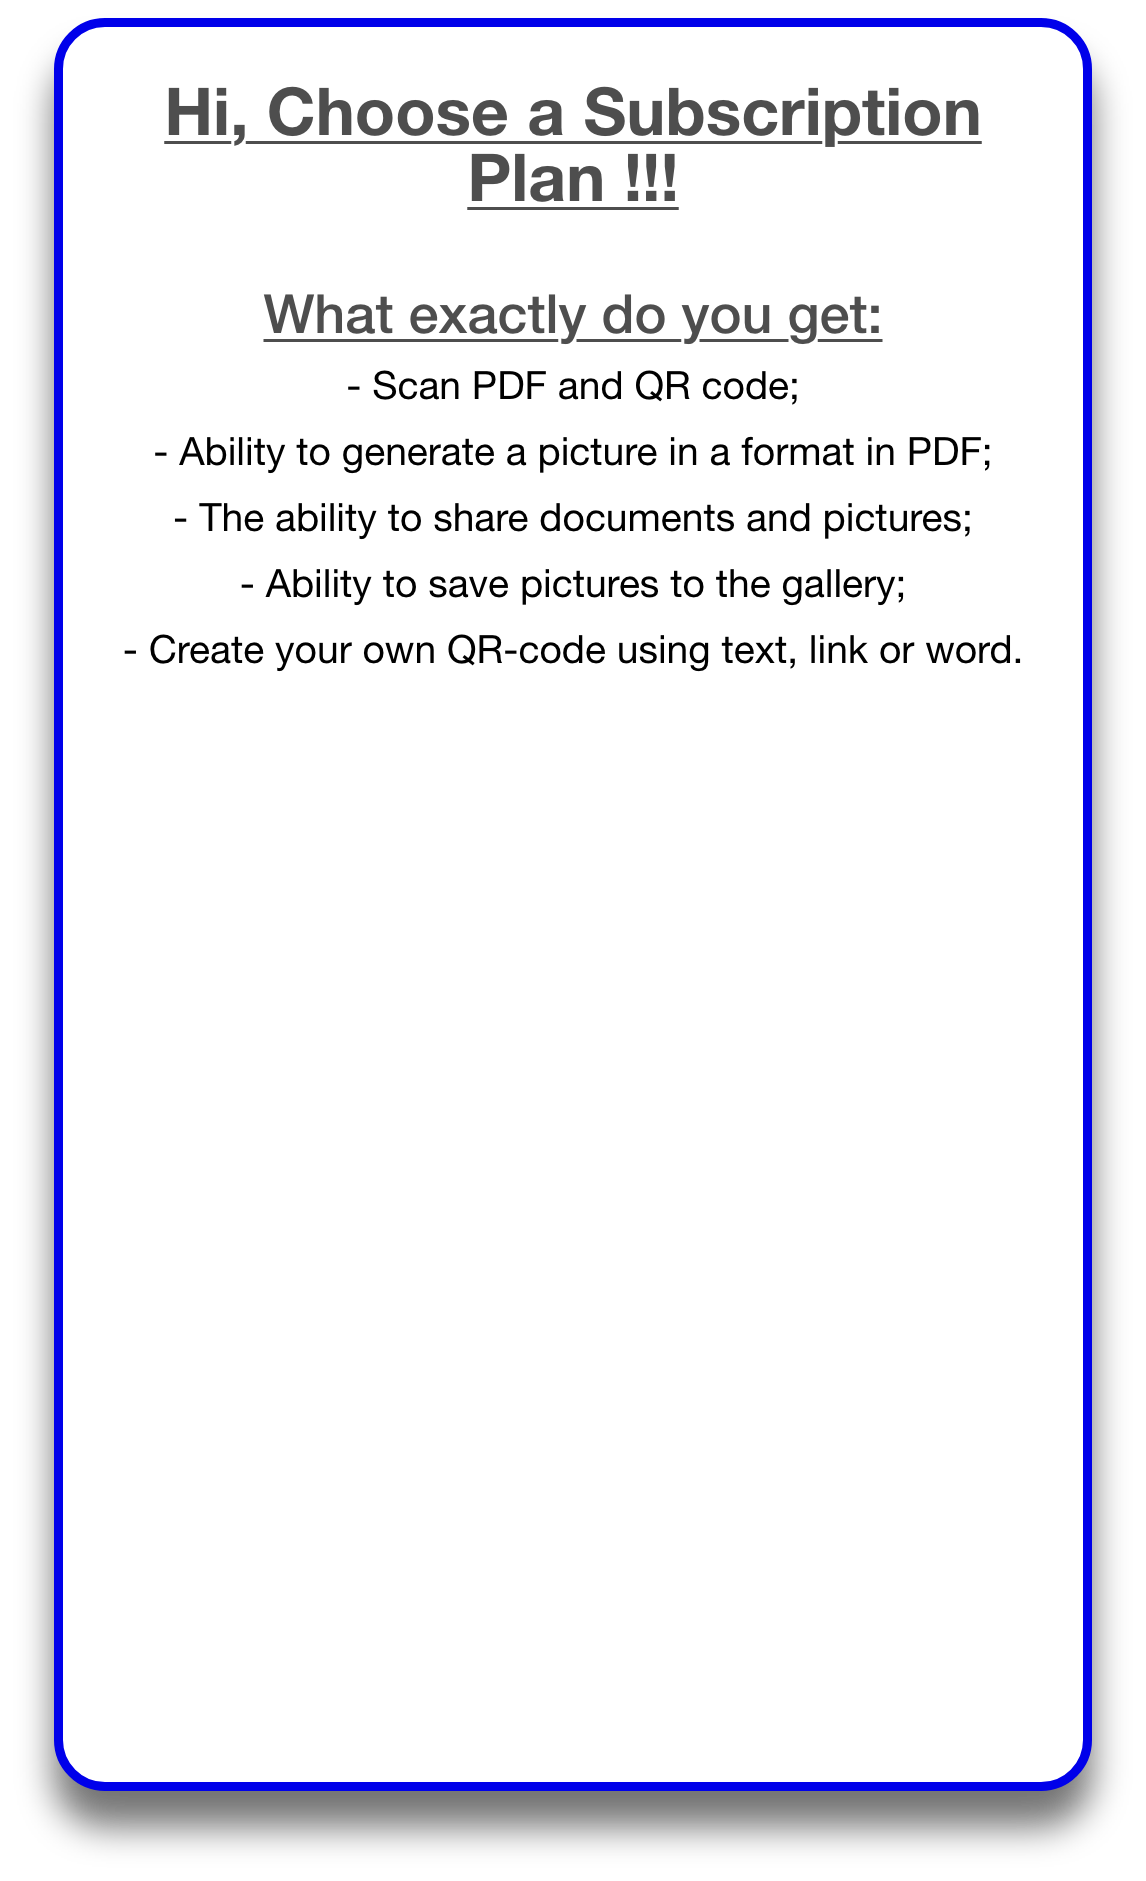 Hi, Choose a Subscription
Plan !!!
What exactly do you get:
- Scan PDF and QR code;
- Ability to generate a picture in a format in PDF;
- The ability to share documents and pictures;
- Ability to save pictures to the gallery;
- Create your own QR-code using text, link or word.